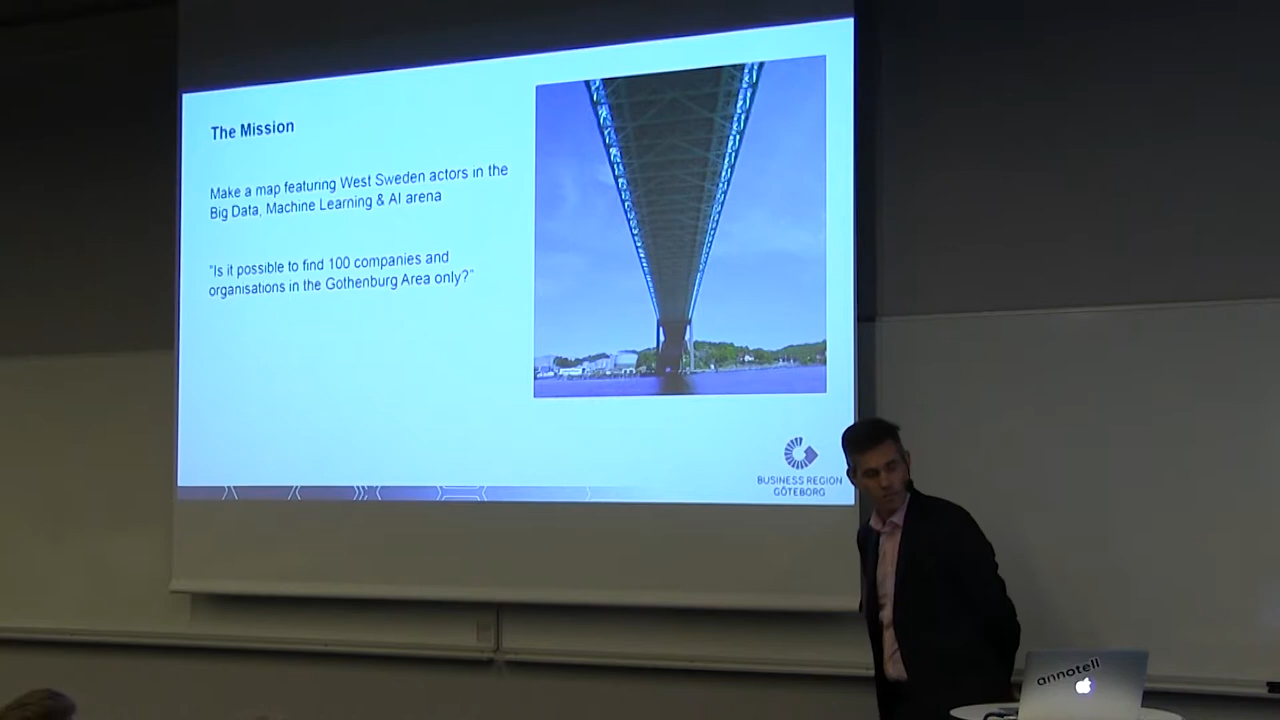 The Mission
Make a map featuring West Sweden actors in the
Big Data, Machine Learning & AI arena
"Is it possible to find 100 companies and
organisations in the Gothenburg Area only?"
BUSINESS REGION
GÖTEBORG
annotell